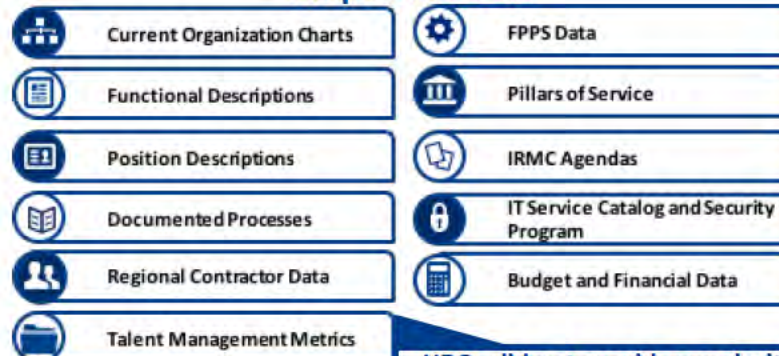 Current Organization Charts
Functional Descriptions
Position Descriptions
Documented Processes
Regional Contractor Data
Talent Management Metrics
FPPS Data
Pillars of Service
IRMC Agendas
IT Service Catalog and Security
Program
Budget and Financial Data